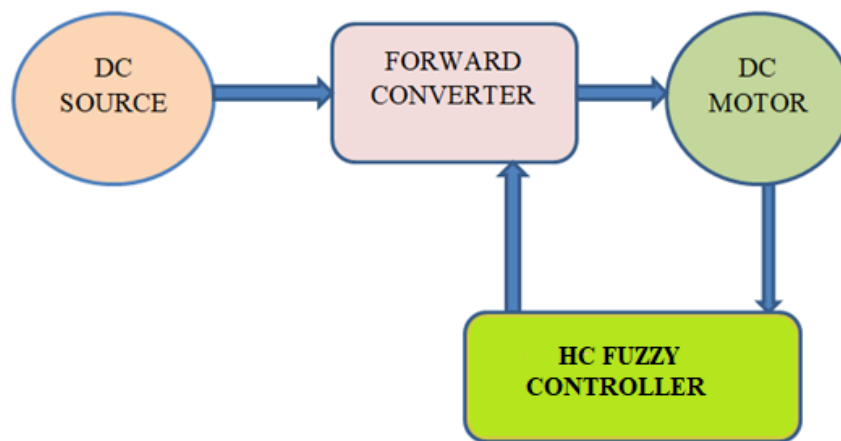 DC
SOURCE
FORWARD
CONVERTER
DC
MOTOR
HC FUZZY
CONTROLLER